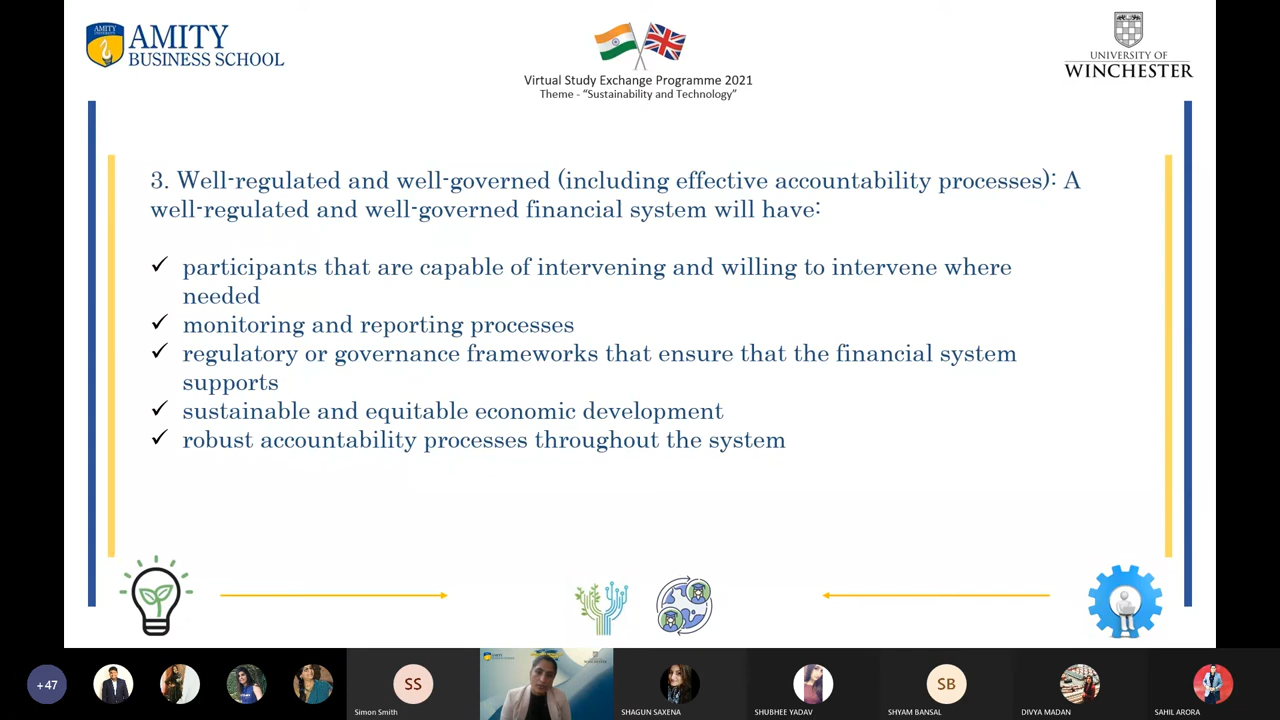 AMITY
BUSINESS SCHOOL
Virtual Study Exchange Programme 2021
Theme - “Sustainability and Technology”
UNIVERSITY OF
WINCHESTER
3. Well-regulated and well-governed (including effective accountability processes): A
well-regulated and well-governed financial system will have:
✓ participants that are capable of intervening and willing to intervene where
needed
✓ monitoring and reporting processes
✓ regulatory or governance frameworks that ensure that the financial system
supports
✓ sustainable and equitable economic development
✓ robust accountability processes throughout the system
+47
SS
Simon Smith
WINCHESTER
SHAGUN SAXENA
SHUBHEE YADAV
SB
SHYAM BANSAL
DIVYA MADAN
SAHIL ARORA